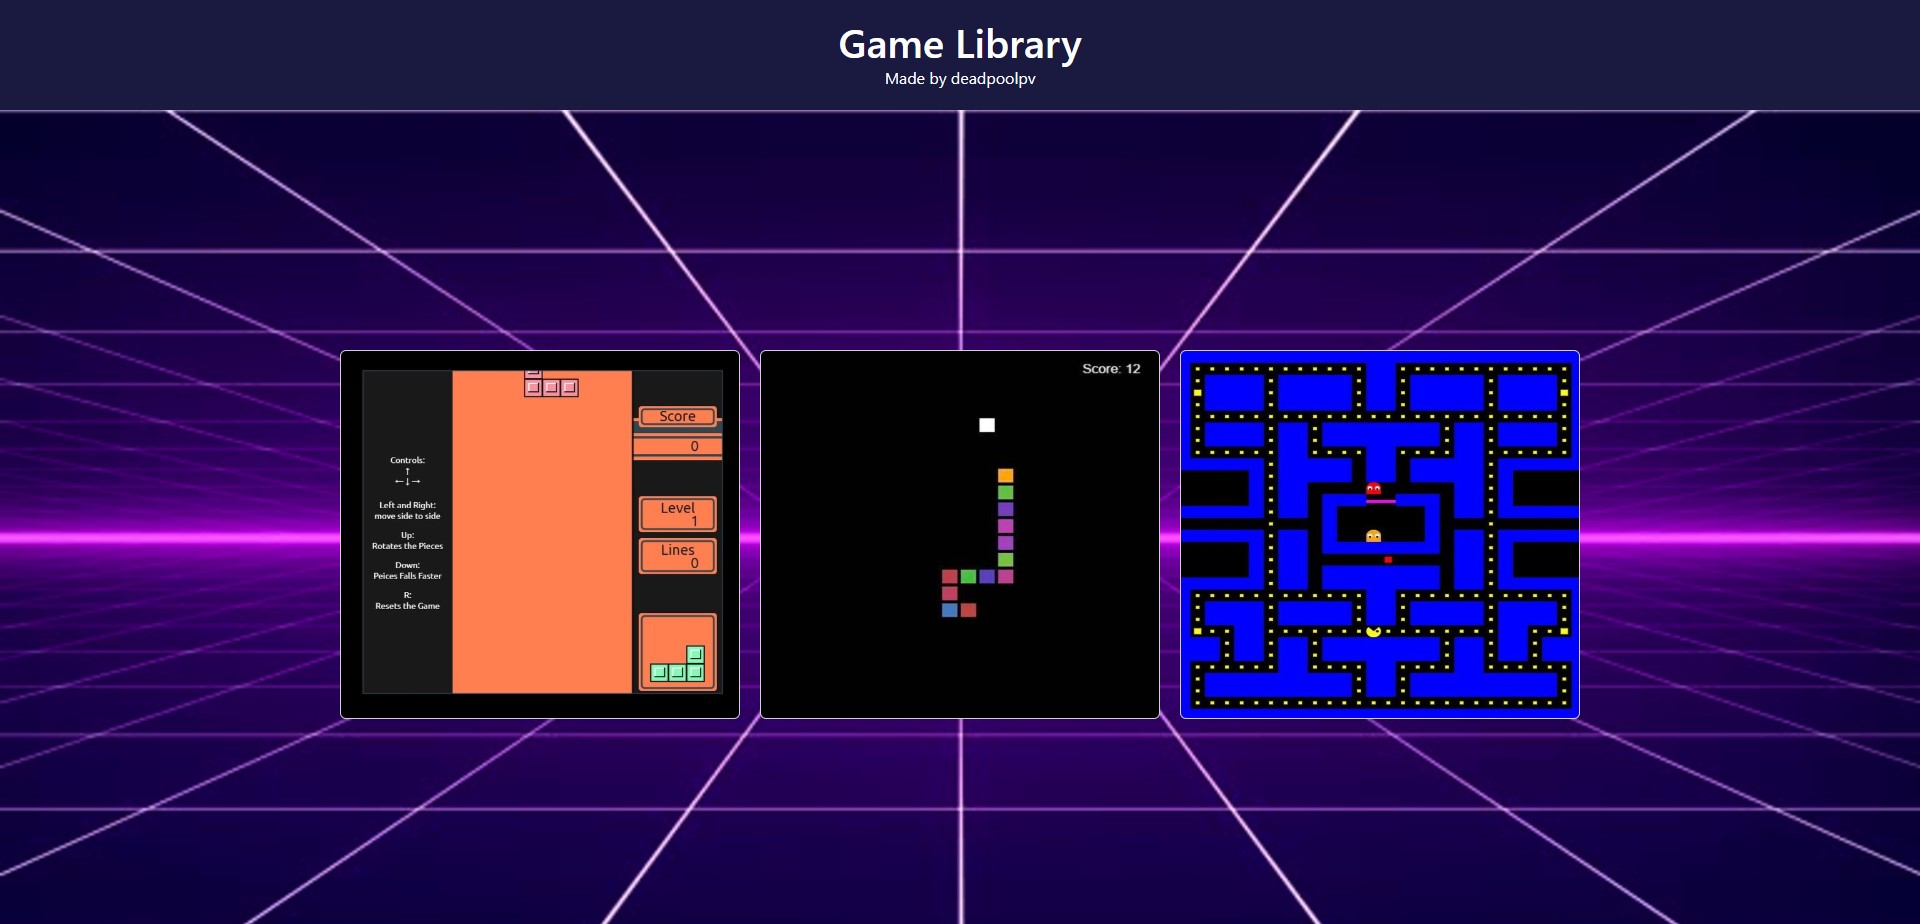 Game Library
Made by deadpoolpv
Controls:
↑
←↓→
Left and Right:
move side to side
Up:
Rotates the Pieces
Down:
Peices Falls Faster
R:
Resets the Game
Score
0
Level
1
Lines
0
Score: 12